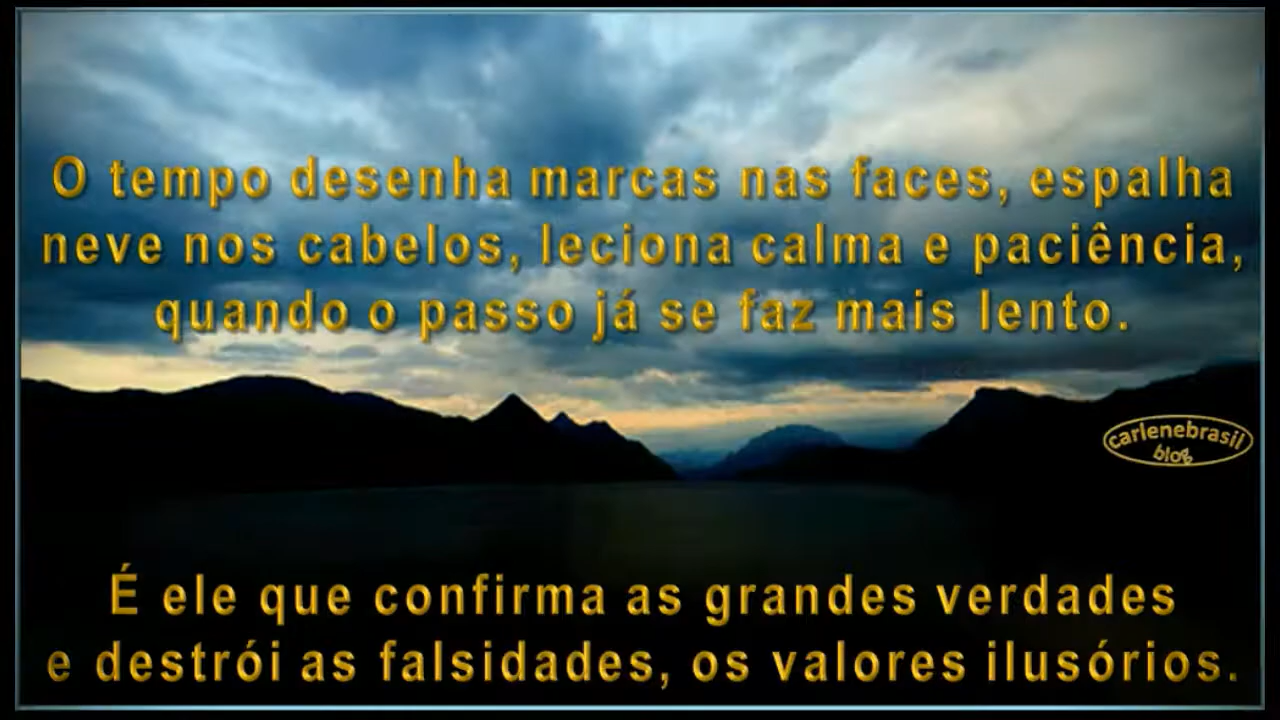 O tempo desenha marcas nas faces, espalha
neve nos cabelos, leciona calma e paciência,
quando o passo já se faz mais lento.
carlenebrasil
blog
É ele que confirma as grandes verdades
e destrói as falsidades, os valores ilusórios.